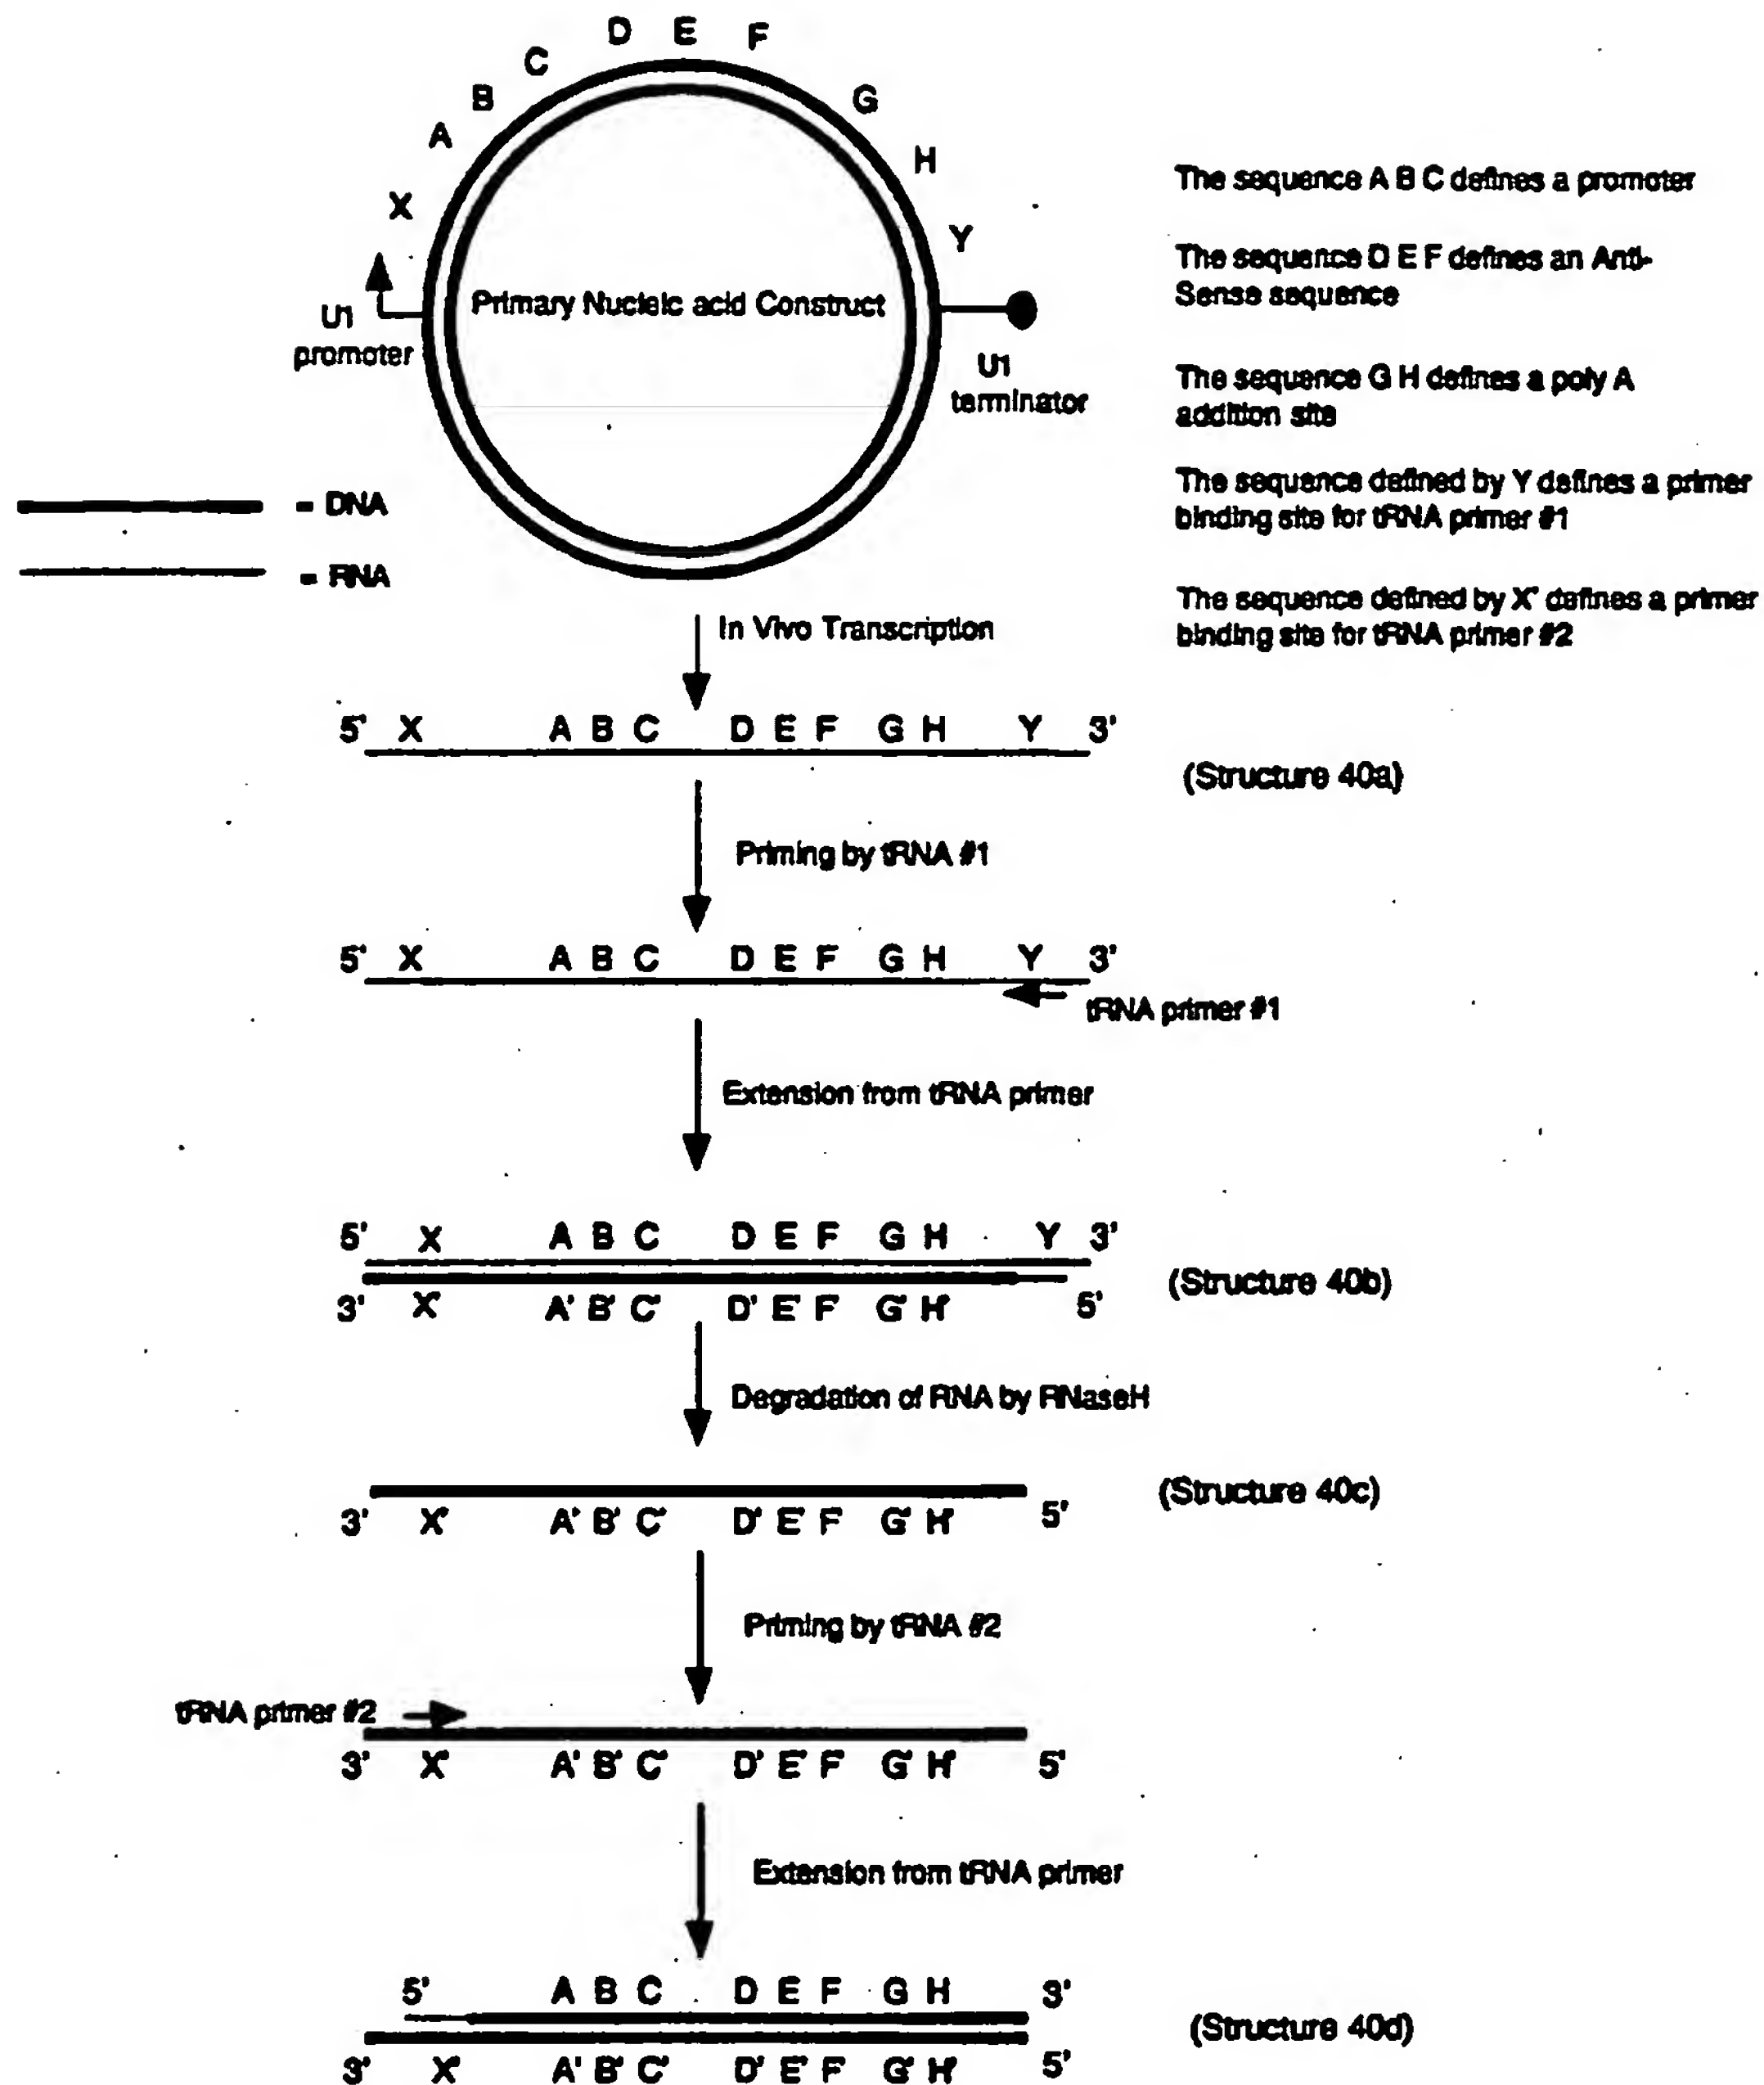 D E F
C
B G
A H
X
Y
The sequence A B C defines a promoter
The sequence D E F defines an Anti-
Sense sequence
Primary Nucleic acid Construct
U1
promoter
U1
terminator
The sequence G H defines a poly A
addition site
The sequence defined by Y defines a primer
binding site for tRNA primer #1
= DNA
= RNA
The sequence defined by X' defines a primer
binding site for tRNA primer #2
In Vivo Transcription
5' X A B C D E F G H Y 3'
(Structure 40a)
Priming by tRNA #1
5' X A B C D E F G H Y 3'
tRNA primer #1
Extension from tRNA primer
5' X A B C D E F G H Y 3'
(Structure 40b)
3' X' A' B' C' D' E' F' G' H' 5'
Degradation of RNA by RNaseH
(Structure 40c)
3' X' A' B' C' D' E' F' G' H' 5'
Priming by tRNA #2
tRNA primer #2
3' X' A' B' C' D' E' F' G' H' 5'
Extension from tRNA primer
5' A B C D E F G H 3'
(Structure 40d)
3' X' A' B' C' D' E' F' G' H' 5'